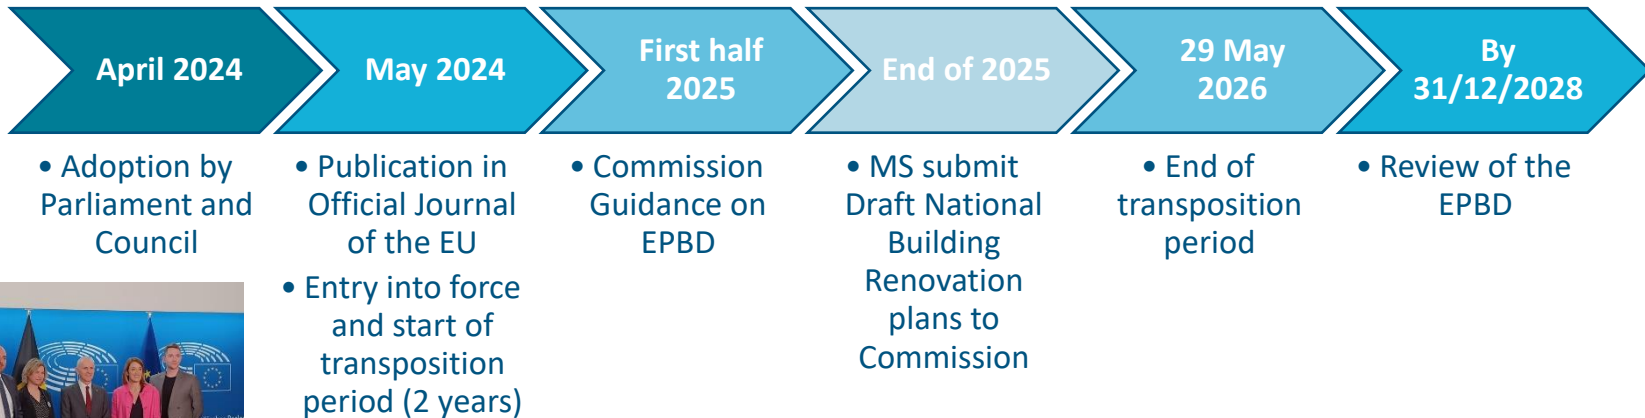 April 2024
May 2024
First half
2025
End of 2025
29 May
2026
By
31/12/2028
• Adoption by
Parliament and
Council
• Publication in
Official Journal
of the EU
• Entry into force
and start of
transposition
period (2 years)
• Commission
Guidance on
EPBD
• MS submit
Draft National
Building
Renovation
plans to
Commission
• End of
transposition
period
• Review of the
EPBD